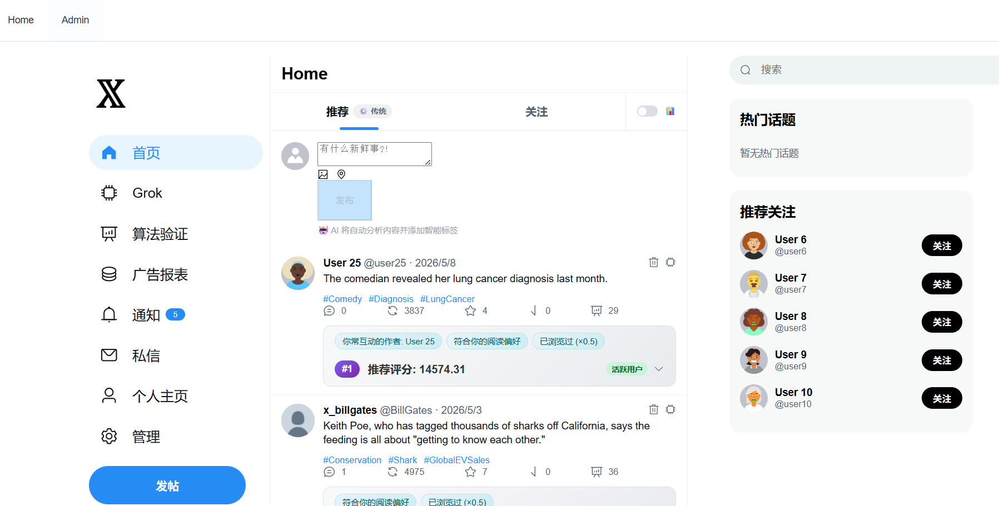 Home Admin
X
首页
Grok
算法验证
广告报表
通知 5
私信
个人主页
管理
发帖
Home
推荐 传统 关注
有什么新鲜事?!
发布
AI 将自动分析内容并添加智能标签
User 25 @user25 · 2026/5/8
The comedian revealed her lung cancer diagnosis last month.
#Comedy #Diagnosis #LungCancer
0 3837 4 0 29
你常互动的作者: User 25 符合你的阅读偏好 已浏览过 (×0.5)
#1 推荐评分: 14574.31 活跃用户
x_billgates @BillGates · 2026/5/3
Keith Poe, who has tagged thousands of sharks off California, says the
feeding is all about "getting to know each other."
#Conservation #Shark #GlobalEVSales
1 4975 7 0 36
符合你的阅读偏好 已浏览过 (×0.5)
搜索
热门话题
暂无热门话题
推荐关注
User 6
@user6
关注
User 7
@user7
关注
User 8
@user8
关注
User 9
@user9
关注
User 10
@user10
关注